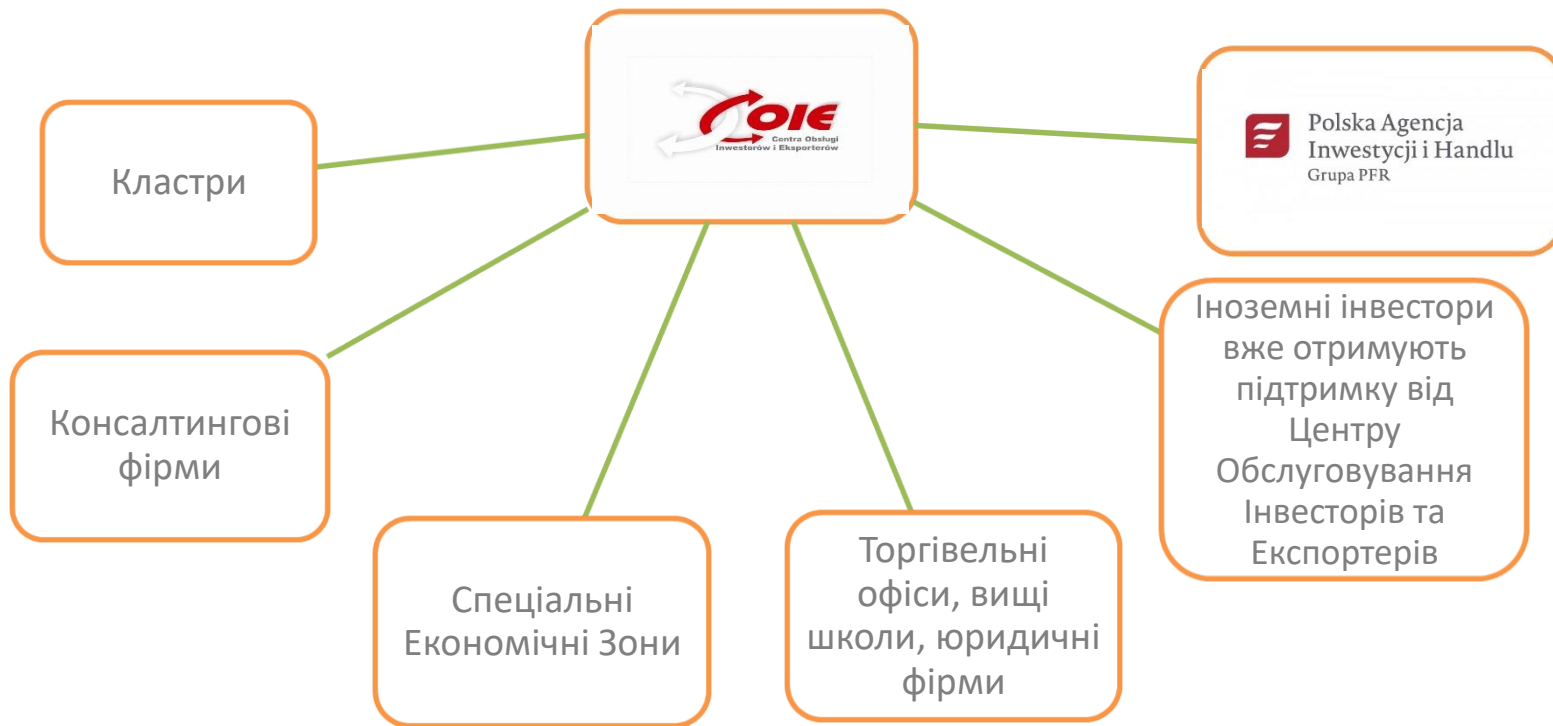 COIE
Centra Obsługi
Inwestorów i Eksporterów
Polska Agencja
Inwestycji i Handlu
Grupa PFR
Кластри
Іноземні інвестори
вже отримують
підтримку від
Центру
Обслуговування
Інвесторів та
Експортерів
Консалтингові
фірми
Спеціальні
Економічні Зони
Торгівельні
офіси, вищі
школи, юридичні
фірми